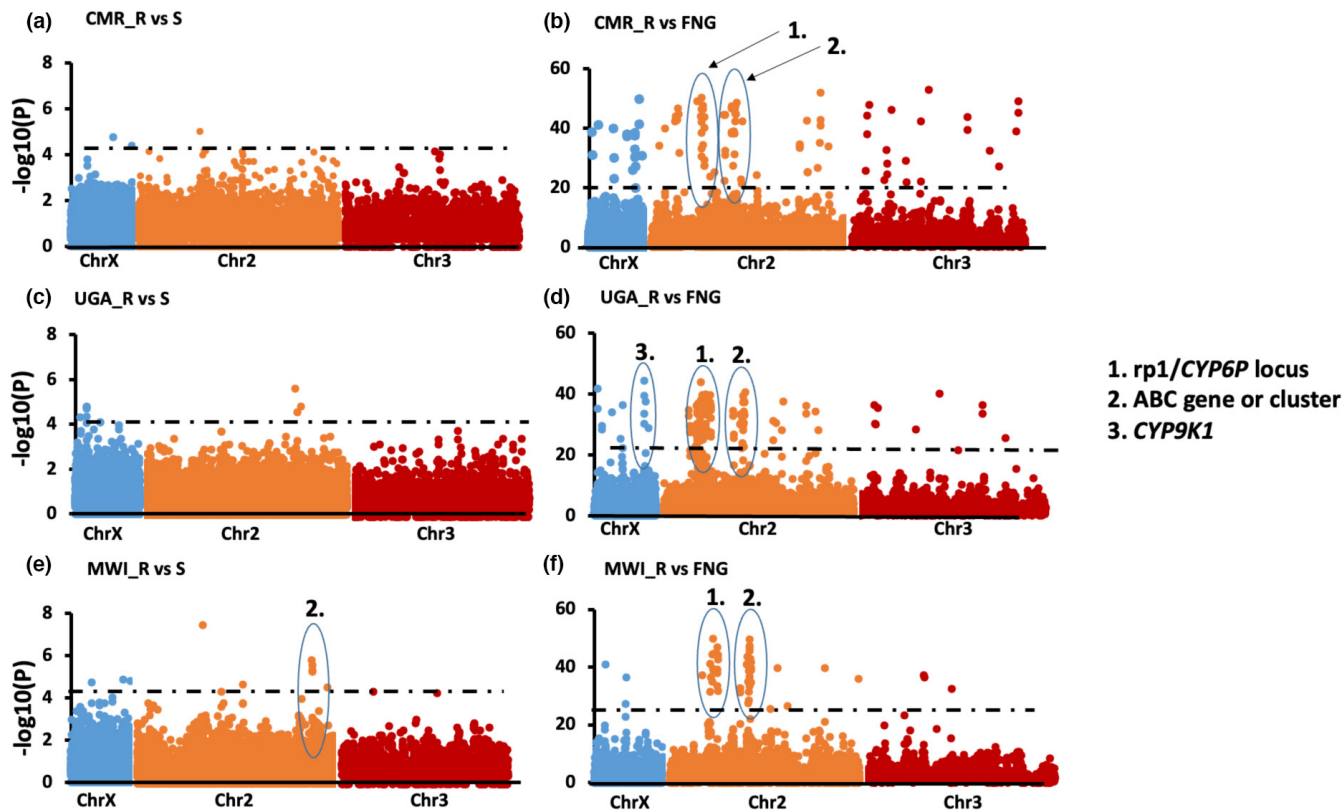 (a) CMR_R vs S
8
6
4
2
0
-log10(P)
ChrX Chr2 Chr3
(b) CMR_R vs FNG
1.
2.
60
40
20
0
ChrX Chr2 Chr3
(c) UGA_R vs S
8
6
4
2
0
-log10(P)
ChrX Chr2 Chr3
(d) UGA_R vs FNG
60
40
20
0
3. 1. 2.
ChrX Chr2 Chr3
1. rp1/CYP6P locus
2. ABC gene or cluster
3. CYP9K1
(e) MWI_R vs S
8
6
4
2
0
-log10(P)
2.
ChrX Chr2 Chr3
(f) MWI_R vs FNG
60
40
20
0
1. 2.
ChrX Chr2 Chr3